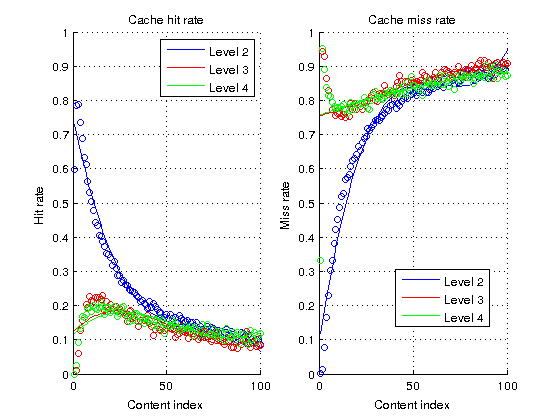 Cache hit rate
1
0.9
0.8
0.7
0.6
0.5
0.4
0.3
0.2
0.1
0
0
50
100
Hit rate
Content index
Level 2
Level 3
Level 4
Cache miss rate
1
0.9
0.8
0.7
0.6
0.5
0.4
0.3
0.2
0.1
0
0
50
100
Miss rate
Content index
Level 2
Level 3
Level 4